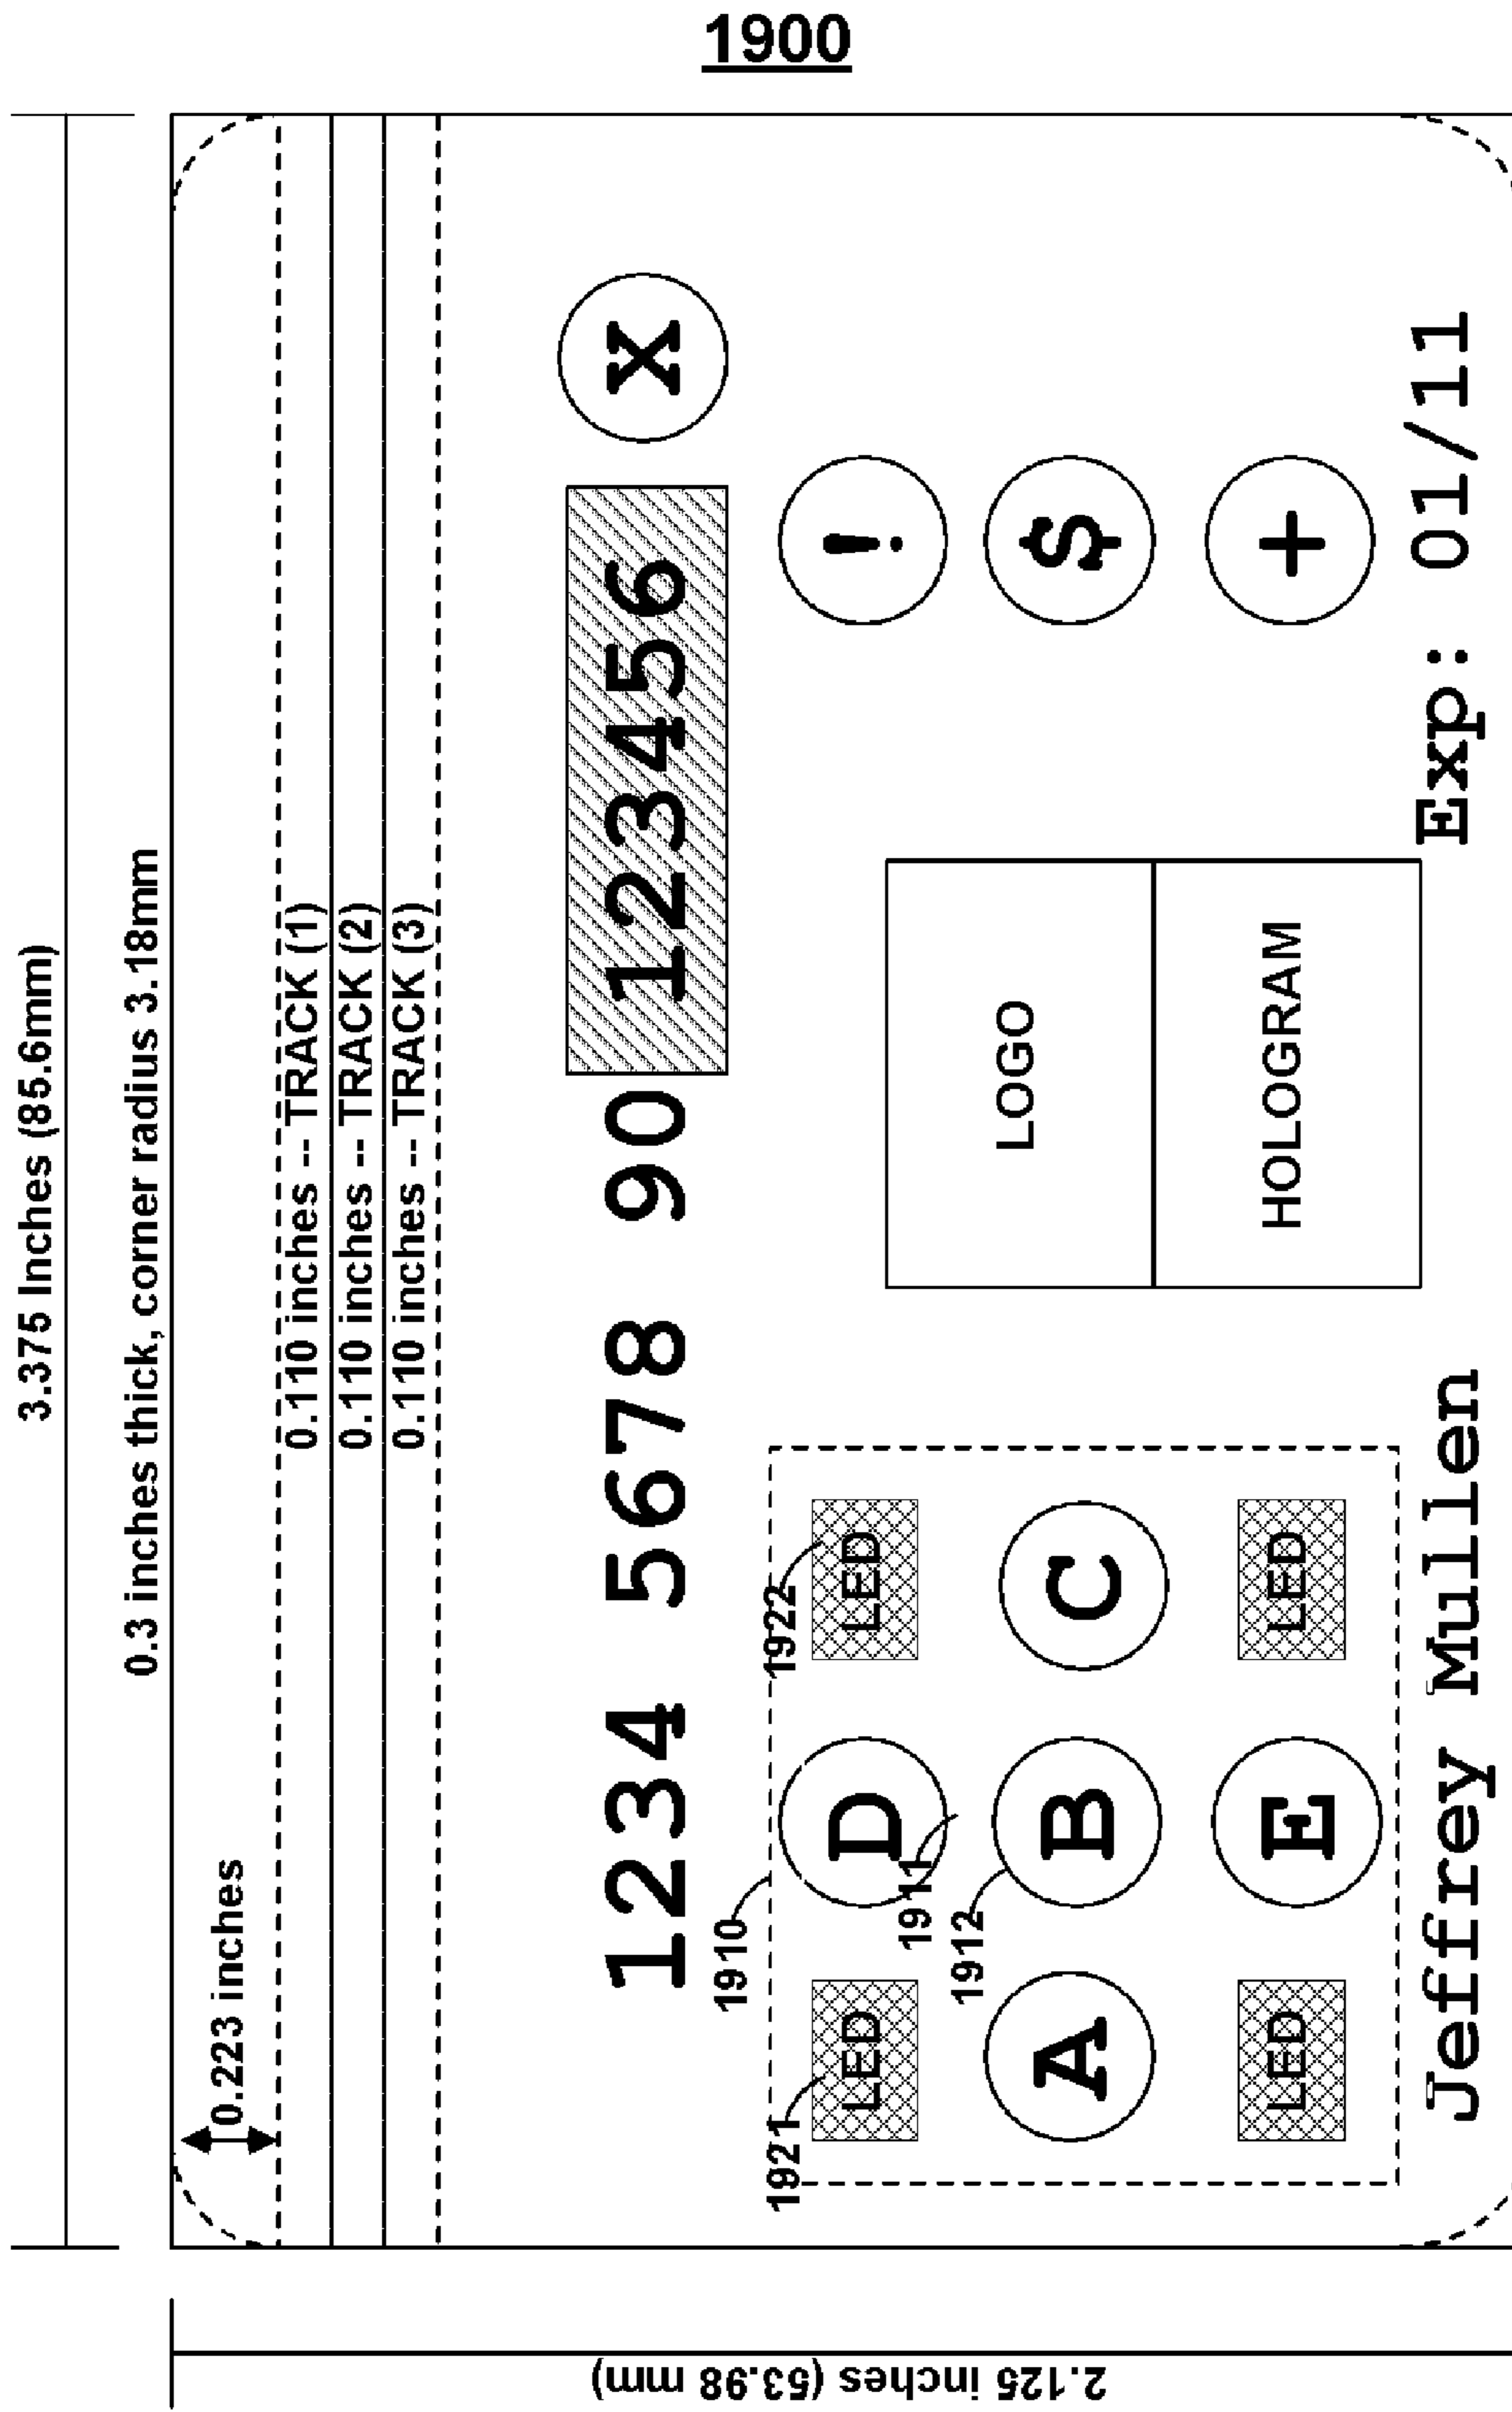 1900
3.375 Inches (85.6mm)
0.3 inches thick, corner radius 3.18mm
0.223 inches
0.110 inches -- TRACK (1)
0.110 inches -- TRACK (2)
0.110 inches -- TRACK (3)
2.125 inches (53.98 mm)
1234 5678 90 123456 X
1910
1921 LED
1922 LED
D
!
1911
1912
A B C
$
LOGO
LED E LED
HOLOGRAM
+
Jeffrey Mullen
Exp: 01/11